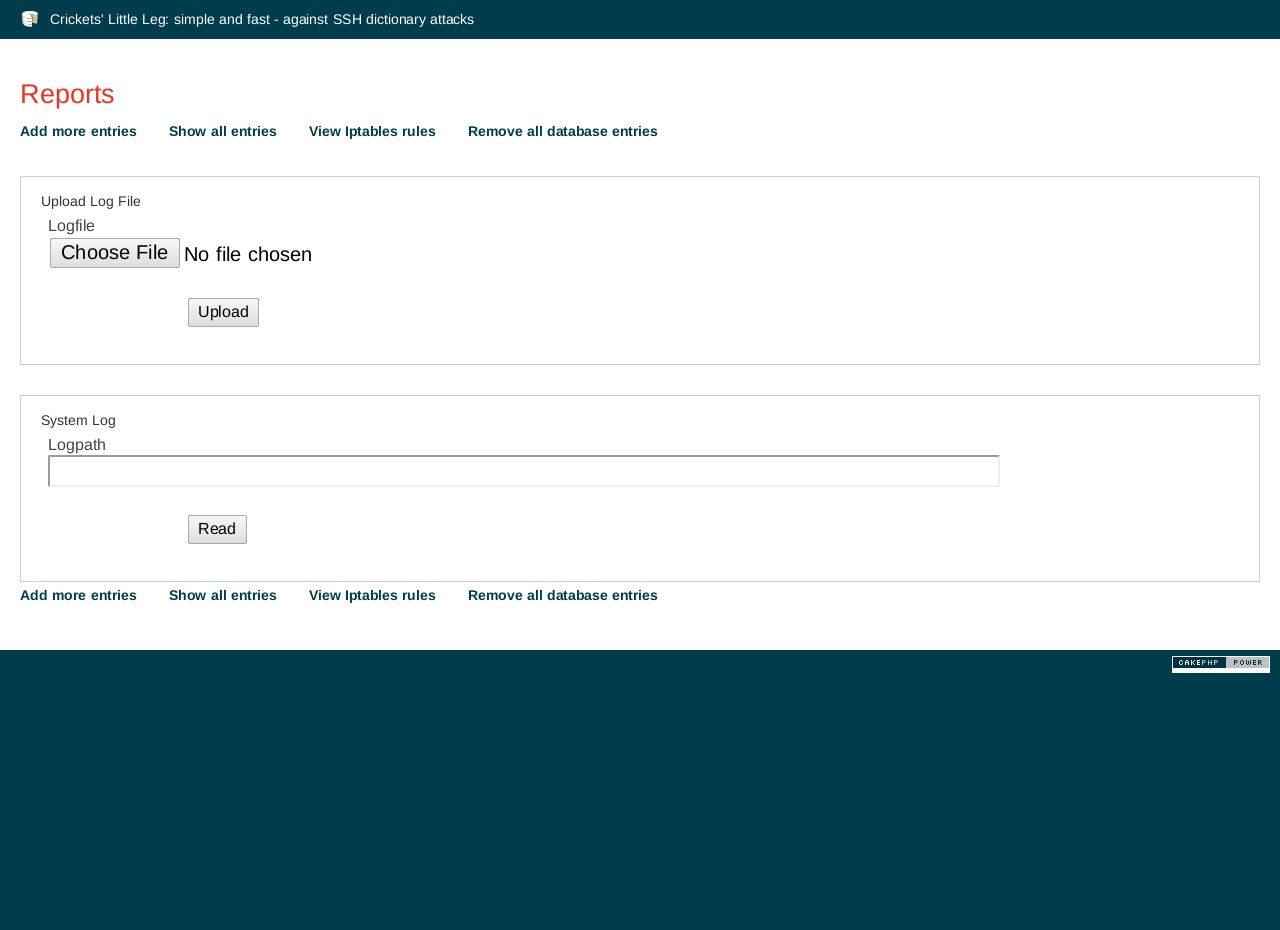 Crickets' Little Leg: simple and fast - against SSH dictionary attacks
Reports
Add more entries Show all entries View Iptables rules Remove all database entries
Upload Log File
Logfile
Choose File No file chosen
Upload
System Log
Logpath
Read
Add more entries Show all entries View Iptables rules Remove all database entries
CAKEPHP POWER